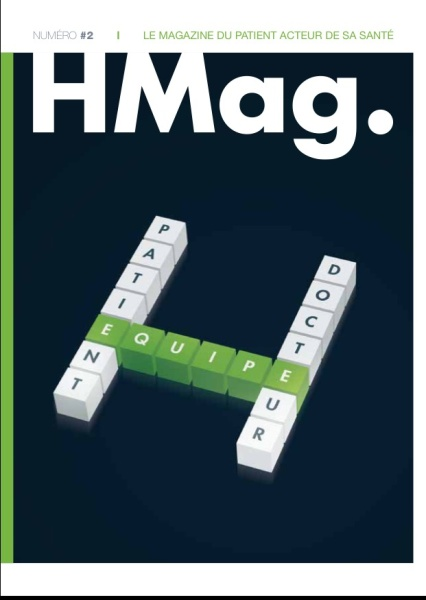 NUMÉRO #2 I LE MAGAZINE DU PATIENT ACTEUR DE SA SANTÉ
HMag.
PATIENT
EQUIPE
DOCTEUR